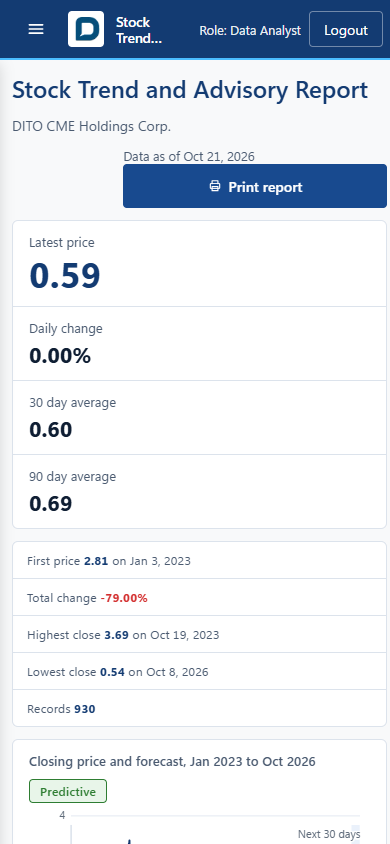 Stock
Trend...
Role: Data Analyst
Logout
Stock Trend and Advisory Report
DITO CME Holdings Corp.
Data as of Oct 21, 2026
Print report
Latest price
0.59
Daily change
0.00%
30 day average
0.60
90 day average
0.69
First price 2.81 on Jan 3, 2023
Total change -79.00%
Highest close 3.69 on Oct 19, 2023
Lowest close 0.54 on Oct 8, 2026
Records 930
Closing price and forecast, Jan 2023 to Oct 2026
Predictive
4
Next 30 days